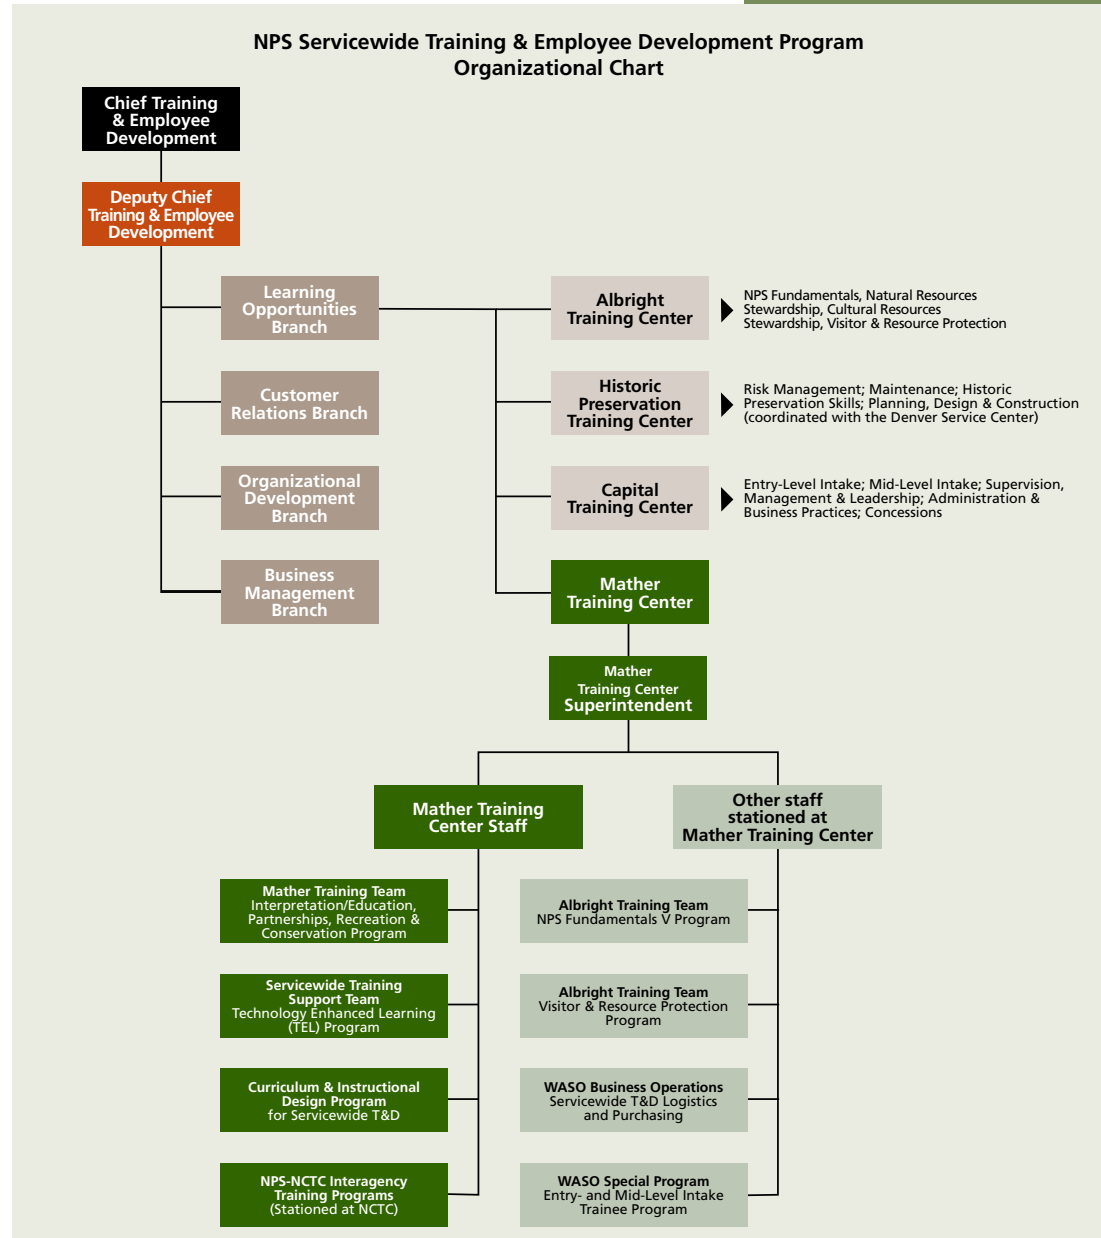 NPS Servicewide Training & Employee Development Program
Organizational Chart
Chief Training
& Employee
Development
Deputy Chief
Training & Employee
Development
Learning
Opportunities
Branch
Albright
Training Center
NPS Fundamentals, Natural Resources
Stewardship, Cultural Resources
Stewardship, Visitor & Resource Protection
Customer
Relations Branch
Historic
Preservation
Training Center
Risk Management; Maintenance; Historic
Preservation Skills; Planning, Design & Construction
(coordinated with the Denver Service Center)
Organizational
Development
Branch
Capital
Training Center
Entry-Level Intake; Mid-Level Intake; Supervision,
Management & Leadership; Administration &
Business Practices; Concessions
Business
Management
Branch
Mather
Training Center
Mather
Training Center
Superintendent
Mather Training
Center Staff
Other staff
stationed at
Mather Training Center
Mather Training Team
Interpretation/Education,
Partnerships, Recreation &
Conservation Program
Albright Training Team
NPS Fundamentals V Program
Servicewide Training
Support Team
Technology Enhanced Learning
(TEL) Program
Albright Training Team
Visitor & Resource Protection
Program
Curriculum & Instructional
Design Program
for Servicewide T&D
WASO Business Operations
Servicewide T&D Logistics
and Purchasing
NPS-NCTC Interagency
Training Programs
(Stationed at NCTC)
WASO Special Program
Entry- and Mid-Level Intake
Trainee Program